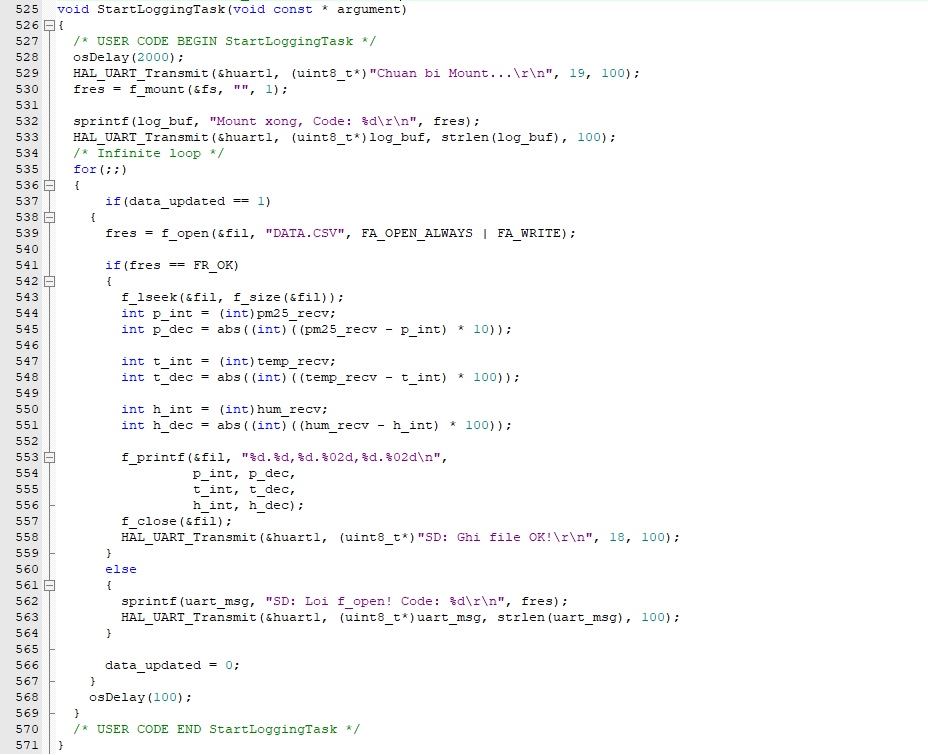 525 void StartLoggingTask(void const * argument)
526 {
527   /* USER CODE BEGIN StartLoggingTask */
528   osDelay(2000);
529   HAL_UART_Transmit(&huart1, (uint8_t*)"Chuan bi Mount...\r\n", 19, 100);
530   fres = f_mount(&fs, "", 1);
531
532   sprintf(log_buf, "Mount xong, Code: %d\r\n", fres);
533   HAL_UART_Transmit(&huart1, (uint8_t*)log_buf, strlen(log_buf), 100);
534   /* Infinite loop */
535   for(;;)
536   {
537       if(data_updated == 1)
538     {
539       fres = f_open(&fil, "DATA.CSV", FA_OPEN_ALWAYS | FA_WRITE);
540
541       if(fres == FR_OK)
542       {
543         f_lseek(&fil, f_size(&fil));
544         int p_int = (int)pm25_recv;
545         int p_dec = abs((int)((pm25_recv - p_int) * 10));
546
547         int t_int = (int)temp_recv;
548         int t_dec = abs((int)((temp_recv - t_int) * 100));
549
550         int h_int = (int)hum_recv;
551         int h_dec = abs((int)((hum_recv - h_int) * 100));
552
553         f_printf(&fil, "%d.%d,%d.%02d,%d.%02d\n",
554                  p_int, p_dec,
555                  t_int, t_dec,
556                  h_int, h_dec);
557         f_close(&fil);
558         HAL_UART_Transmit(&huart1, (uint8_t*)"SD: Ghi file OK!\r\n", 18, 100);
559       }
560       else
561       {
562         sprintf(uart_msg, "SD: Loi f_open! Code: %d\r\n", fres);
563         HAL_UART_Transmit(&huart1, (uint8_t*)uart_msg, strlen(uart_msg), 100);
564       }
565
566       data_updated = 0;
567     }
568     osDelay(100);
569   }
570   /* USER CODE END StartLoggingTask */
571 }